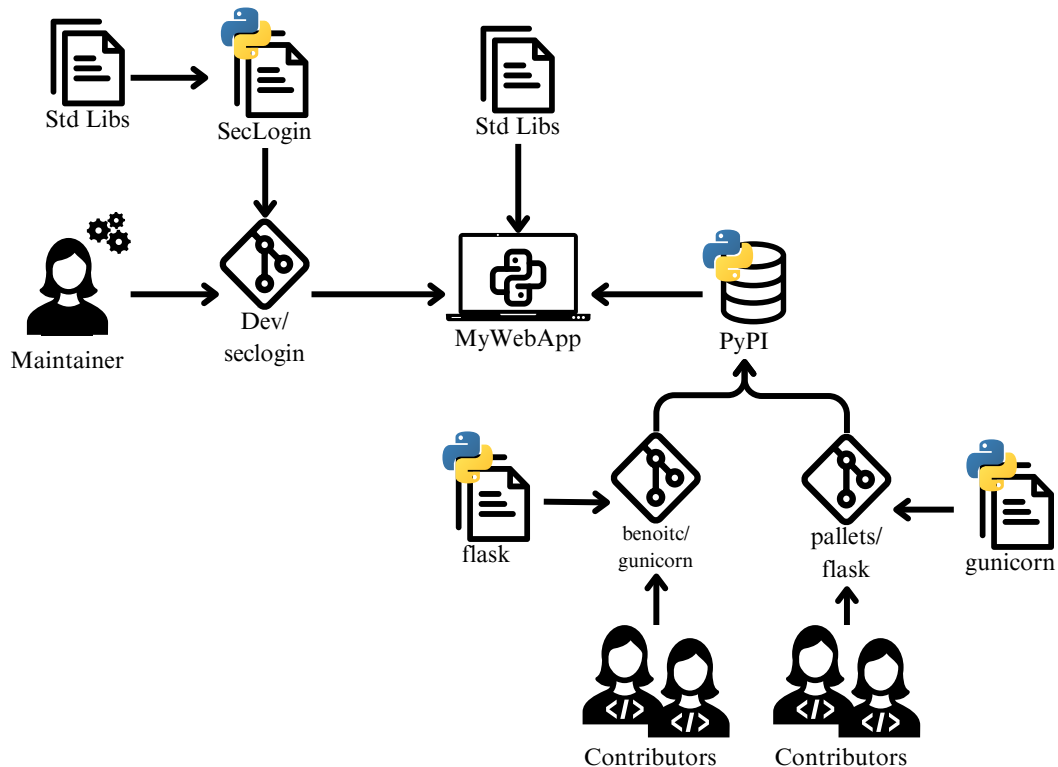 Std Libs
SecLogin
Std Libs
Maintainer
Dev/
seclogin
MyWebApp
PyPI
flask
benoitc/
gunicorn
pallets/
flask
gunicorn
</>
</>
</>
</>
Contributors
Contributors